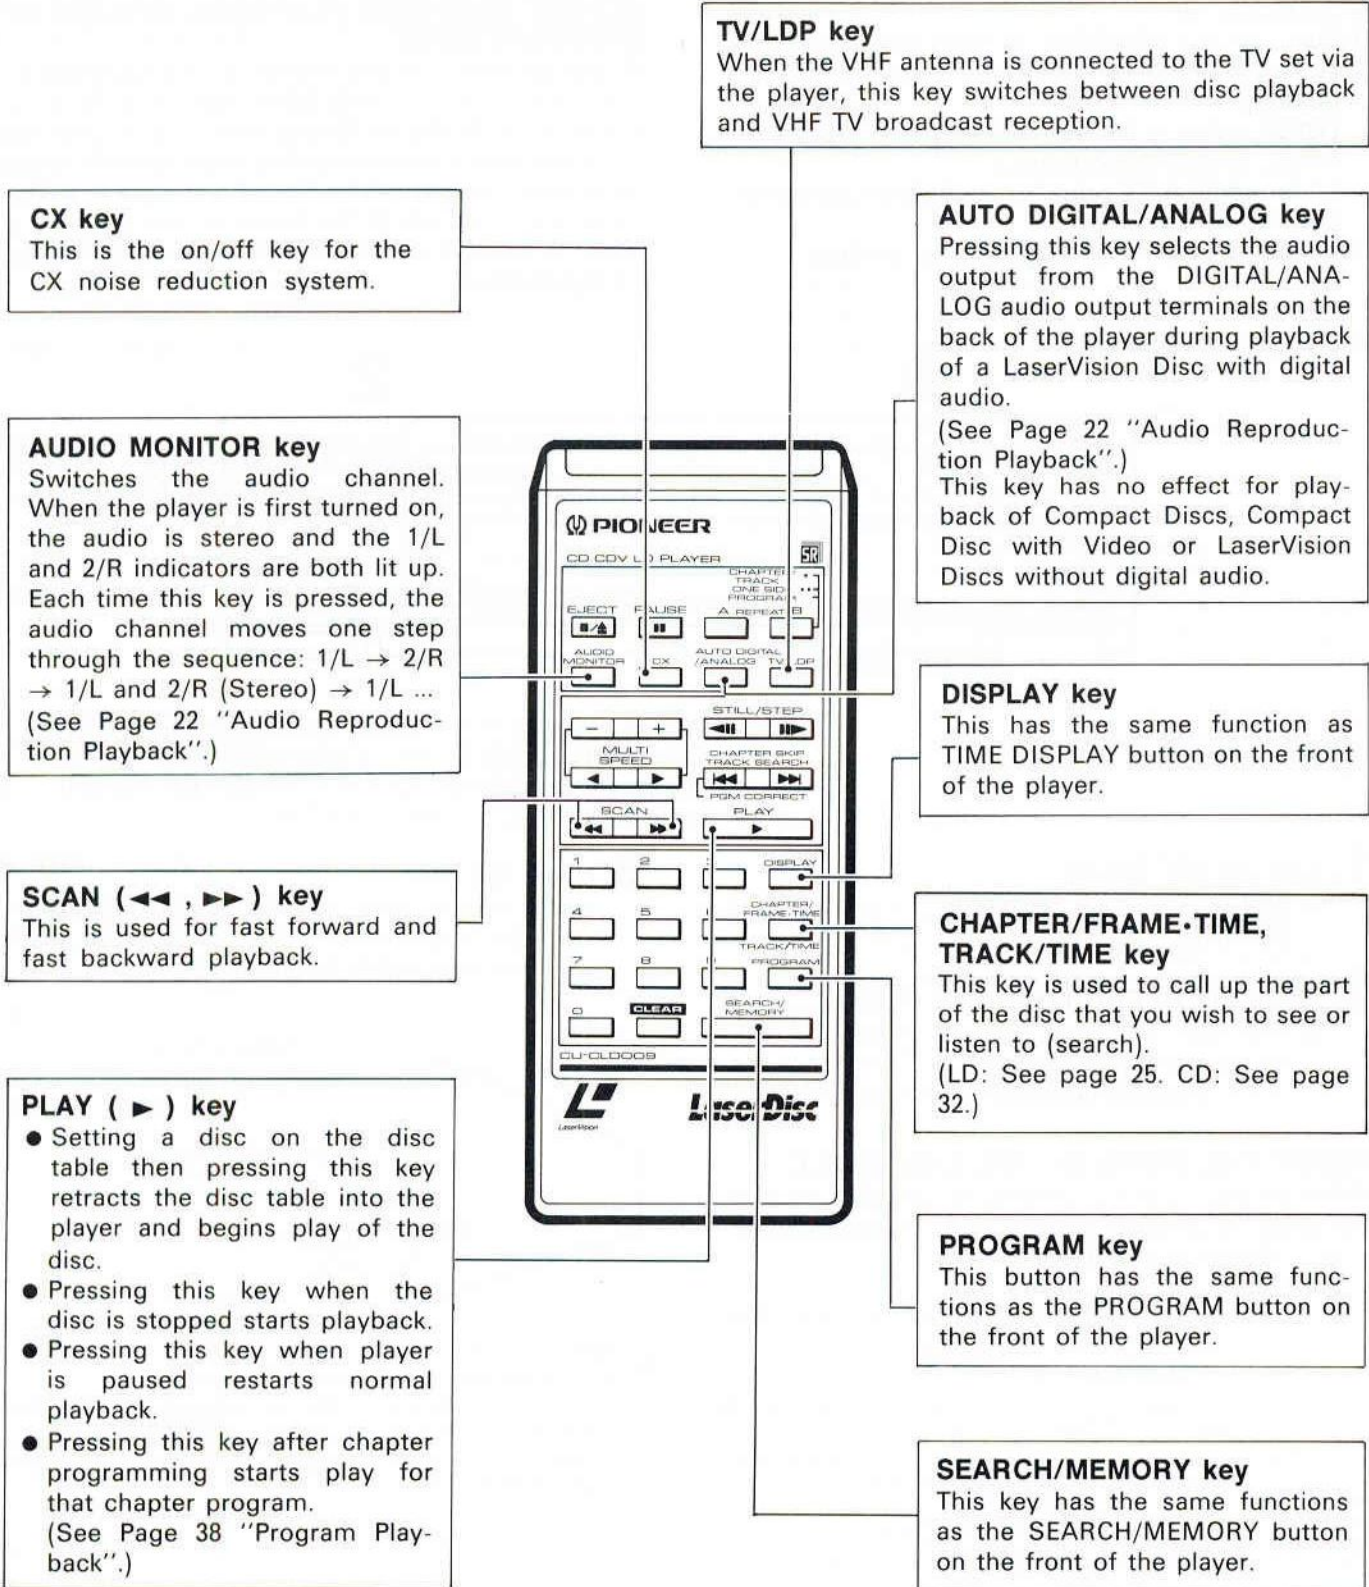 TV/LDP key
When the VHF antenna is connected to the TV set via
the player, this key switches between disc playback
and VHF TV broadcast reception.
CX key
This is the on/off key for the
CX noise reduction system.
AUTO DIGITAL/ANALOG key
Pressing this key selects the audio
output from the DIGITAL/ANA-
LOG audio output terminals on the
back of the player during playback
of a LaserVision Disc with digital
audio.
(See Page 22 "Audio Reproduc-
tion Playback".)
This key has no effect for play-
back of Compact Discs, Compact
Disc with Video or LaserVision
Discs without digital audio.
AUDIO MONITOR key
Switches the audio channel.
When the player is first turned on,
the audio is stereo and the 1/L
and 2/R indicators are both lit up.
Each time this key is pressed, the
audio channel moves one step
through the sequence: 1/L → 2/R
→ 1/L and 2/R (Stereo) → 1/L ...
(See Page 22 "Audio Reproduc-
tion Playback".)
PIONEER
CD CDV LD PLAYER
SR
CHAPTER/
TRACK
ONE SIDE
PROGRAM
EJECT PAUSE A REPEAT B
■/▲ ▮▮
AUDIO MONITOR CX AUTO DIGITAL /ANALOG TV/LDP
STILL/STEP
− +
◀▮▮ ▮▮▶
MULTI SPEED
CHAPTER SKIP
TRACK SEARCH
◀ ▶ |◀◀ ▶▶|
PGM CORRECT
SCAN PLAY
◀◀ ▶▶ ▶
1 2 3 DISPLAY
CHAPTER/
FRAME·TIME
4 5 6
TRACK/TIME
7 8 9 PROGRAM
0 CLEAR SEARCH/
MEMORY
CU-CLD009
LaserVision
LaserDisc
DISPLAY key
This has the same function as
TIME DISPLAY button on the front
of the player.
SCAN (◀◀ , ▶▶ ) key
This is used for fast forward and
fast backward playback.
CHAPTER/FRAME·TIME,
TRACK/TIME key
This key is used to call up the part
of the disc that you wish to see or
listen to (search).
(LD: See page 25. CD: See page
32.)
PLAY ( ▶ ) key
● Setting a disc on the disc
table then pressing this key
retracts the disc table into the
player and begins play of the
disc.
● Pressing this key when the
disc is stopped starts playback.
● Pressing this key when player
is paused restarts normal
playback.
● Pressing this key after chapter
programming starts play for
that chapter program.
(See Page 38 "Program Play-
back".)
PROGRAM key
This button has the same func-
tions as the PROGRAM button on
the front of the player.
SEARCH/MEMORY key
This key has the same functions
as the SEARCH/MEMORY button
on the front of the player.